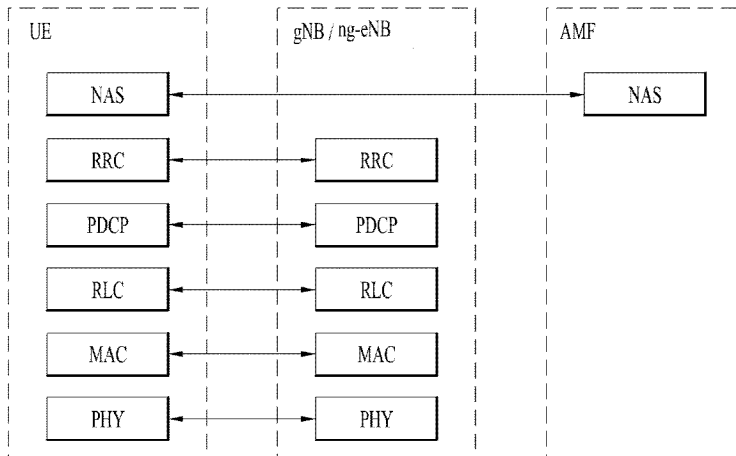 UE gNB / ng-eNB AMF
NAS NAS
RRC RRC
PDCP PDCP
RLC RLC
MAC MAC
PHY PHY